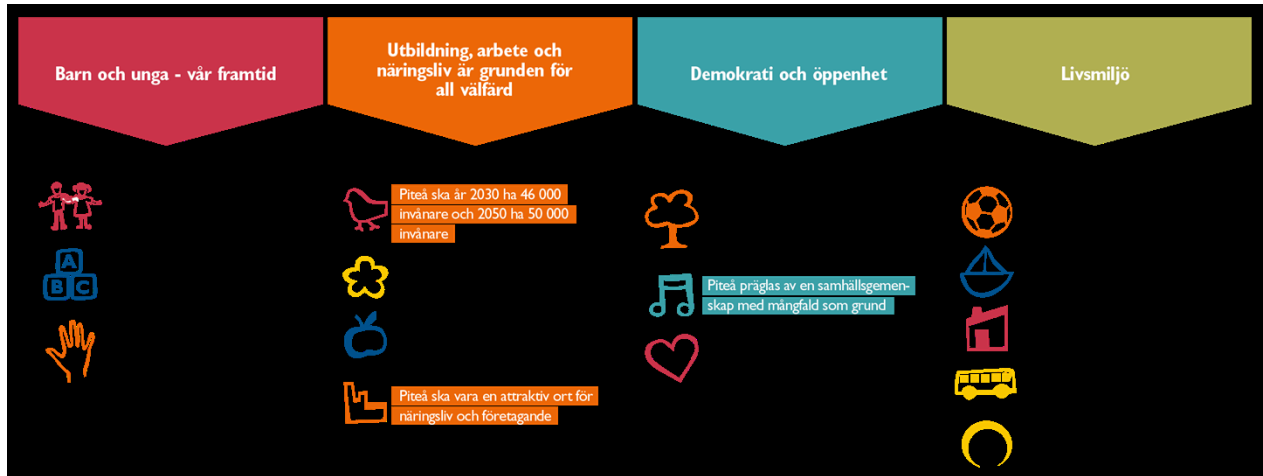 Barn och unga - vår framtid
Utbildning, arbete och
näringsliv är grunden för
all välfärd
Demokrati och öppenhet
Livsmiljö
Piteå ska år 2030 ha 46 000
invånare och 2050 ha 50 000
invånare
Piteå ska vara en attraktiv ort för
näringsliv och företagande
Piteå präglas av en samhällsgemen-
skap med mångfald som grund
A
B C